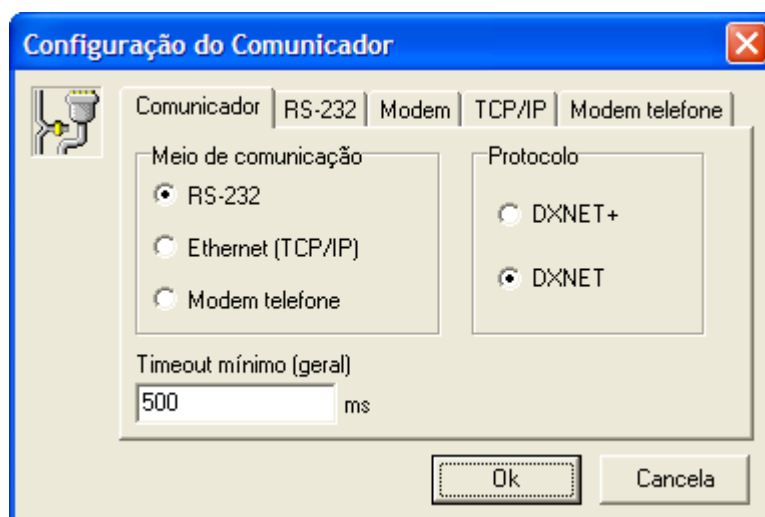 Configuração do Comunicador
Comunicador RS-232 Modem TCP/IP Modem telefone
Meio de comunicação Protocolo
RS-232
DXNET+
Ethernet (TCP/IP)
DXNET
Modem telefone
Timeout mínimo (geral)
500 ms
Ok Cancela